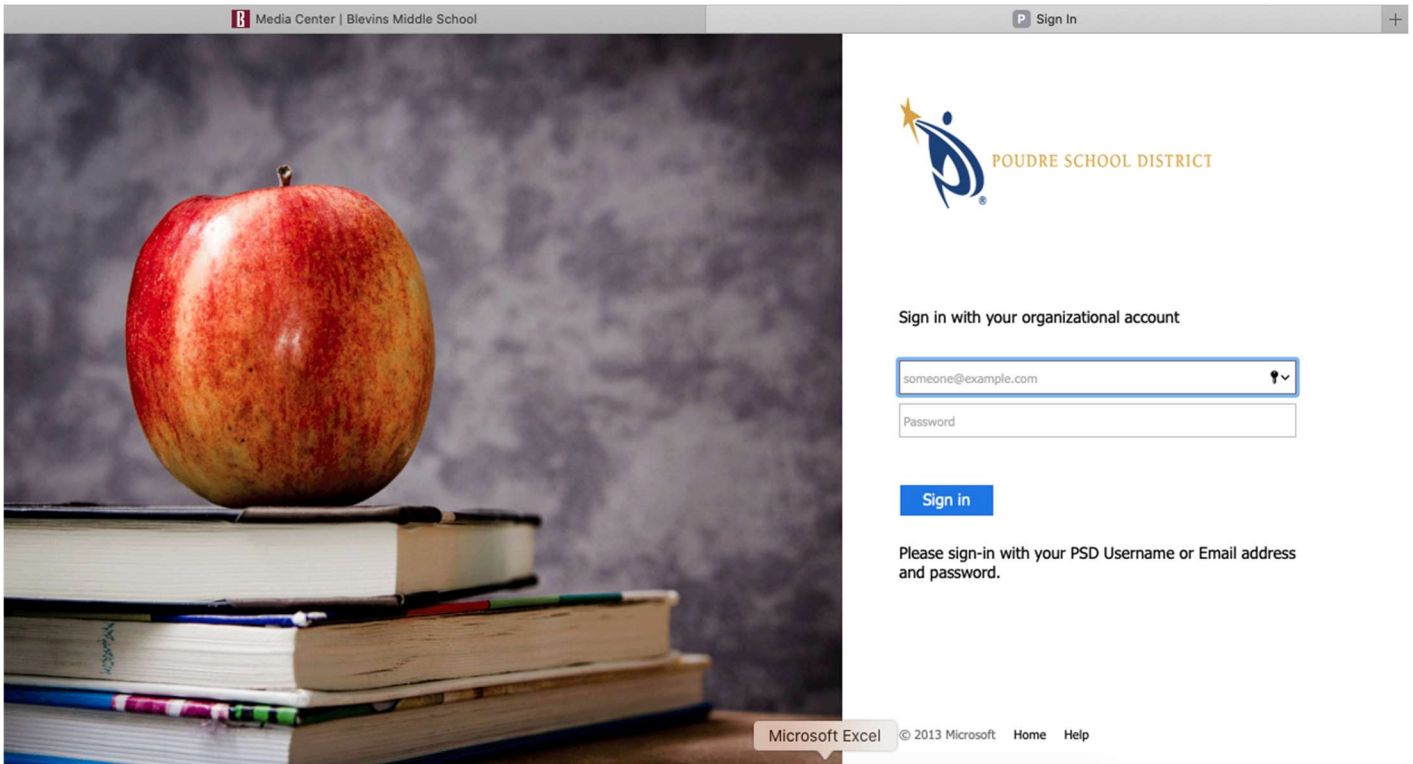 Media Center | Blevins Middle School
P Sign In
POUDRE SCHOOL DISTRICT
®
Sign in with your organizational account
someone@example.com
Password
Sign in
Please sign-in with your PSD Username or Email address
and password.
Microsoft Excel
© 2013 Microsoft Home Help